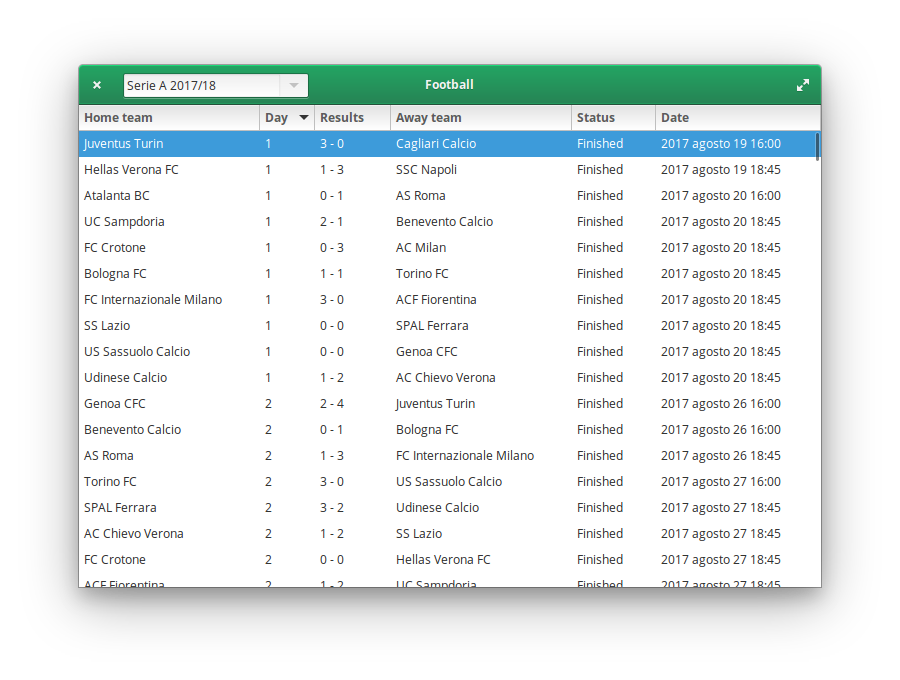 × Serie A 2017/18 Football
Home team Day Results Away team Status Date
Juventus Turin 1 3 - 0 Cagliari Calcio Finished 2017 agosto 19 16:00
Hellas Verona FC 1 1 - 3 SSC Napoli Finished 2017 agosto 19 18:45
Atalanta BC 1 0 - 1 AS Roma Finished 2017 agosto 20 16:00
UC Sampdoria 1 2 - 1 Benevento Calcio Finished 2017 agosto 20 18:45
FC Crotone 1 0 - 3 AC Milan Finished 2017 agosto 20 18:45
Bologna FC 1 1 - 1 Torino FC Finished 2017 agosto 20 18:45
FC Internazionale Milano 1 3 - 0 ACF Fiorentina Finished 2017 agosto 20 18:45
SS Lazio 1 0 - 0 SPAL Ferrara Finished 2017 agosto 20 18:45
US Sassuolo Calcio 1 0 - 0 Genoa CFC Finished 2017 agosto 20 18:45
Udinese Calcio 1 1 - 2 AC Chievo Verona Finished 2017 agosto 20 18:45
Genoa CFC 2 2 - 4 Juventus Turin Finished 2017 agosto 26 16:00
Benevento Calcio 2 0 - 1 Bologna FC Finished 2017 agosto 26 16:00
AS Roma 2 1 - 3 FC Internazionale Milano Finished 2017 agosto 26 18:45
Torino FC 2 3 - 0 US Sassuolo Calcio Finished 2017 agosto 27 16:00
SPAL Ferrara 2 3 - 2 Udinese Calcio Finished 2017 agosto 27 18:45
AC Chievo Verona 2 1 - 2 SS Lazio Finished 2017 agosto 27 18:45
FC Crotone 2 0 - 0 Hellas Verona FC Finished 2017 agosto 27 18:45
ACF Fiorentina 2 1 - 2 UC Sampdoria Finished 2017 agosto 27 18:45